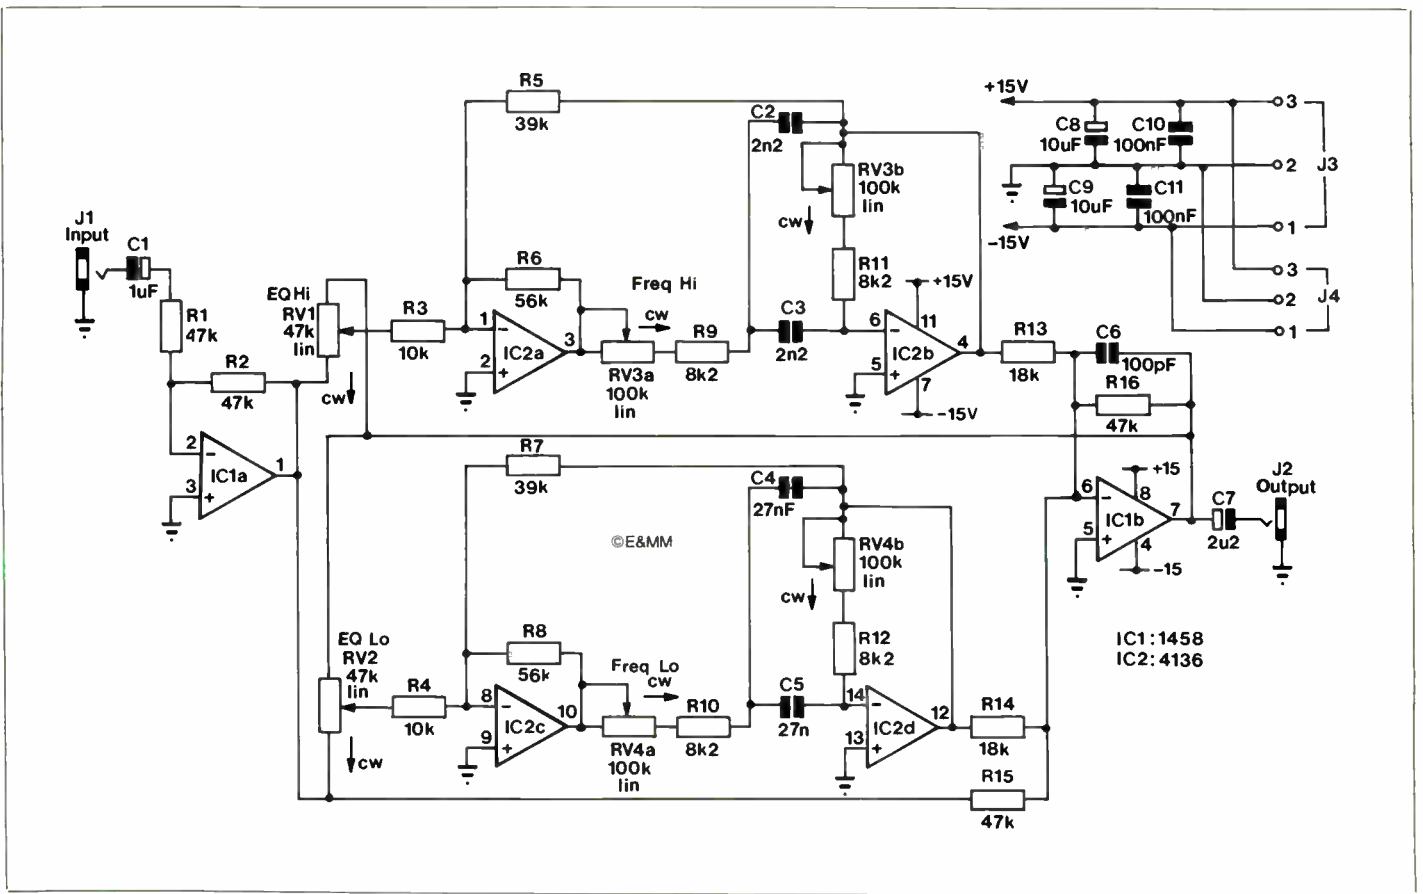 R5
39k
C2
2n2
RV3b
100k
lin
cw
R11
8k2
+15V
C8
10uF
C10
100nF
C9
10uF
C11
100nF
-15V
3
2
1
J3
3
2
1
J4
J1
Input
C1
1uF
R1
47k
R2
47k
EQHi
RV1
47k
lin
cw
R3
10k
R6
56k
1
-
2
+
IC2a
3
Freq Hi
cw
RV3a
100k
lin
R9
8k2
C3
2n2
6
-
5
+
IC2b
+15V
11
4
7
-15V
R13
18k
C6
100pF
R16
47k
2
-
3
+
IC1a
1
R7
39k
C4
27nF
RV4b
100k
lin
cw
R12
8k2
©E&MM
6
-
5
+
IC1b
+15
8
7
4
-15
C7
2u2
J2
Output
EQ Lo
RV2
47k
lin
cw
R4
10k
R8
56k
8
-
9
+
IC2c
10
Freq Lo
cw
RV4a
100k
lin
R10
8k2
C5
27n
14
-
13
+
IC2d
12
R14
18k
R15
47k
IC1:1458
IC2:4136